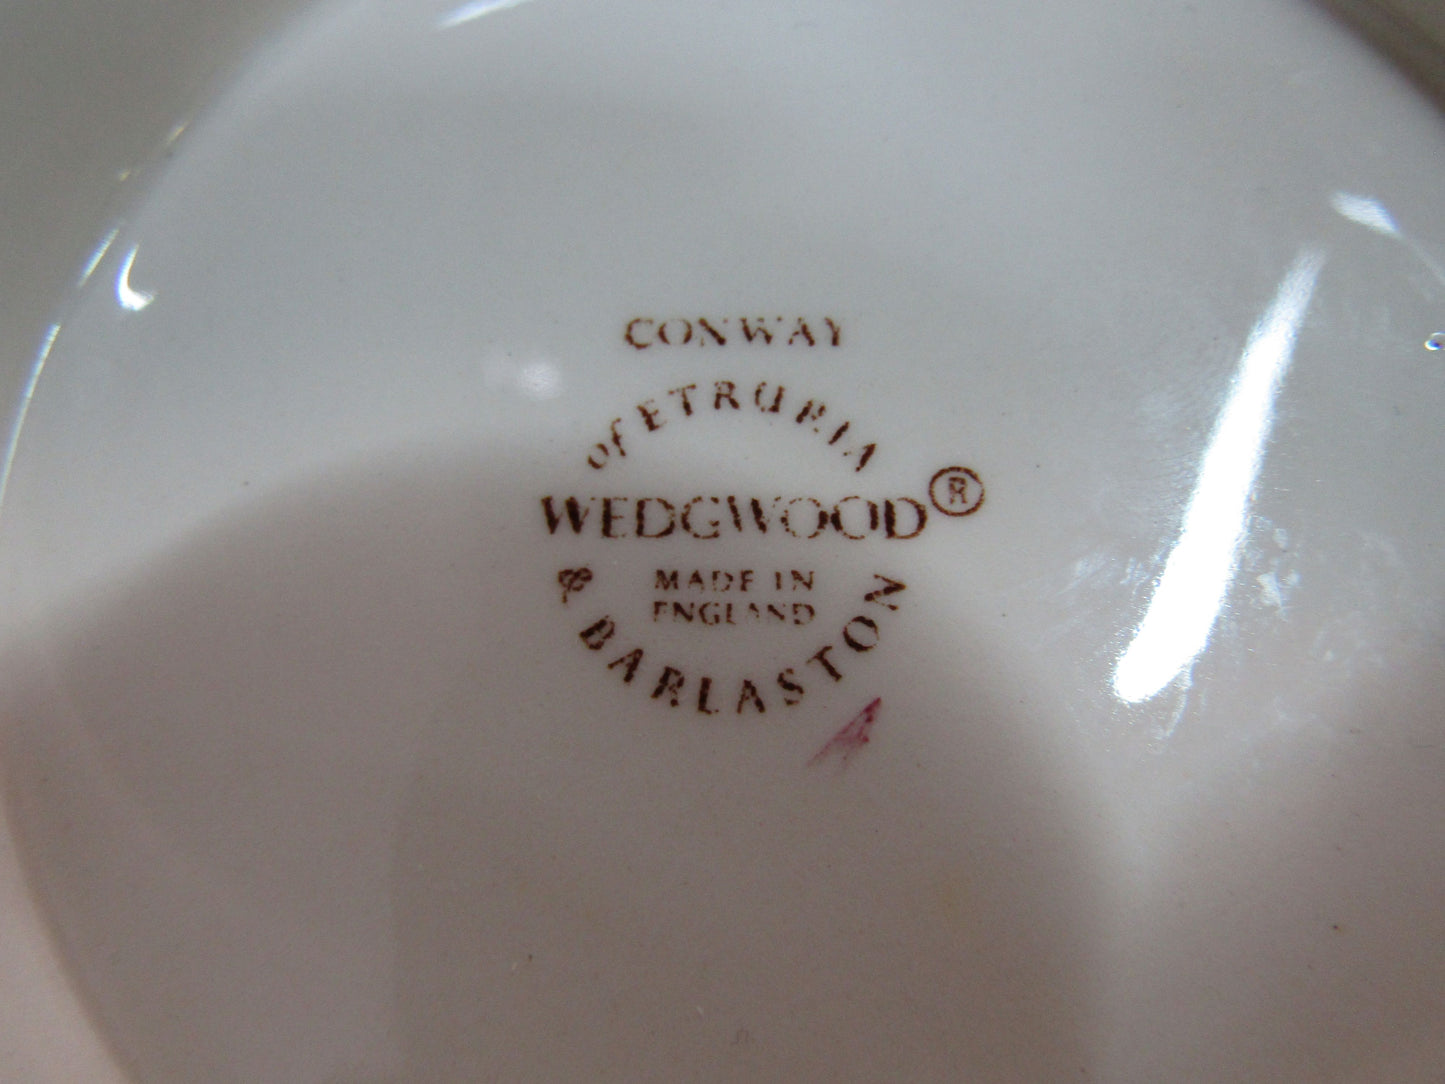 CONWAY
of ETRURIA
WEDGWOOD®
MADE IN
ENGLAND
& BARLASTON